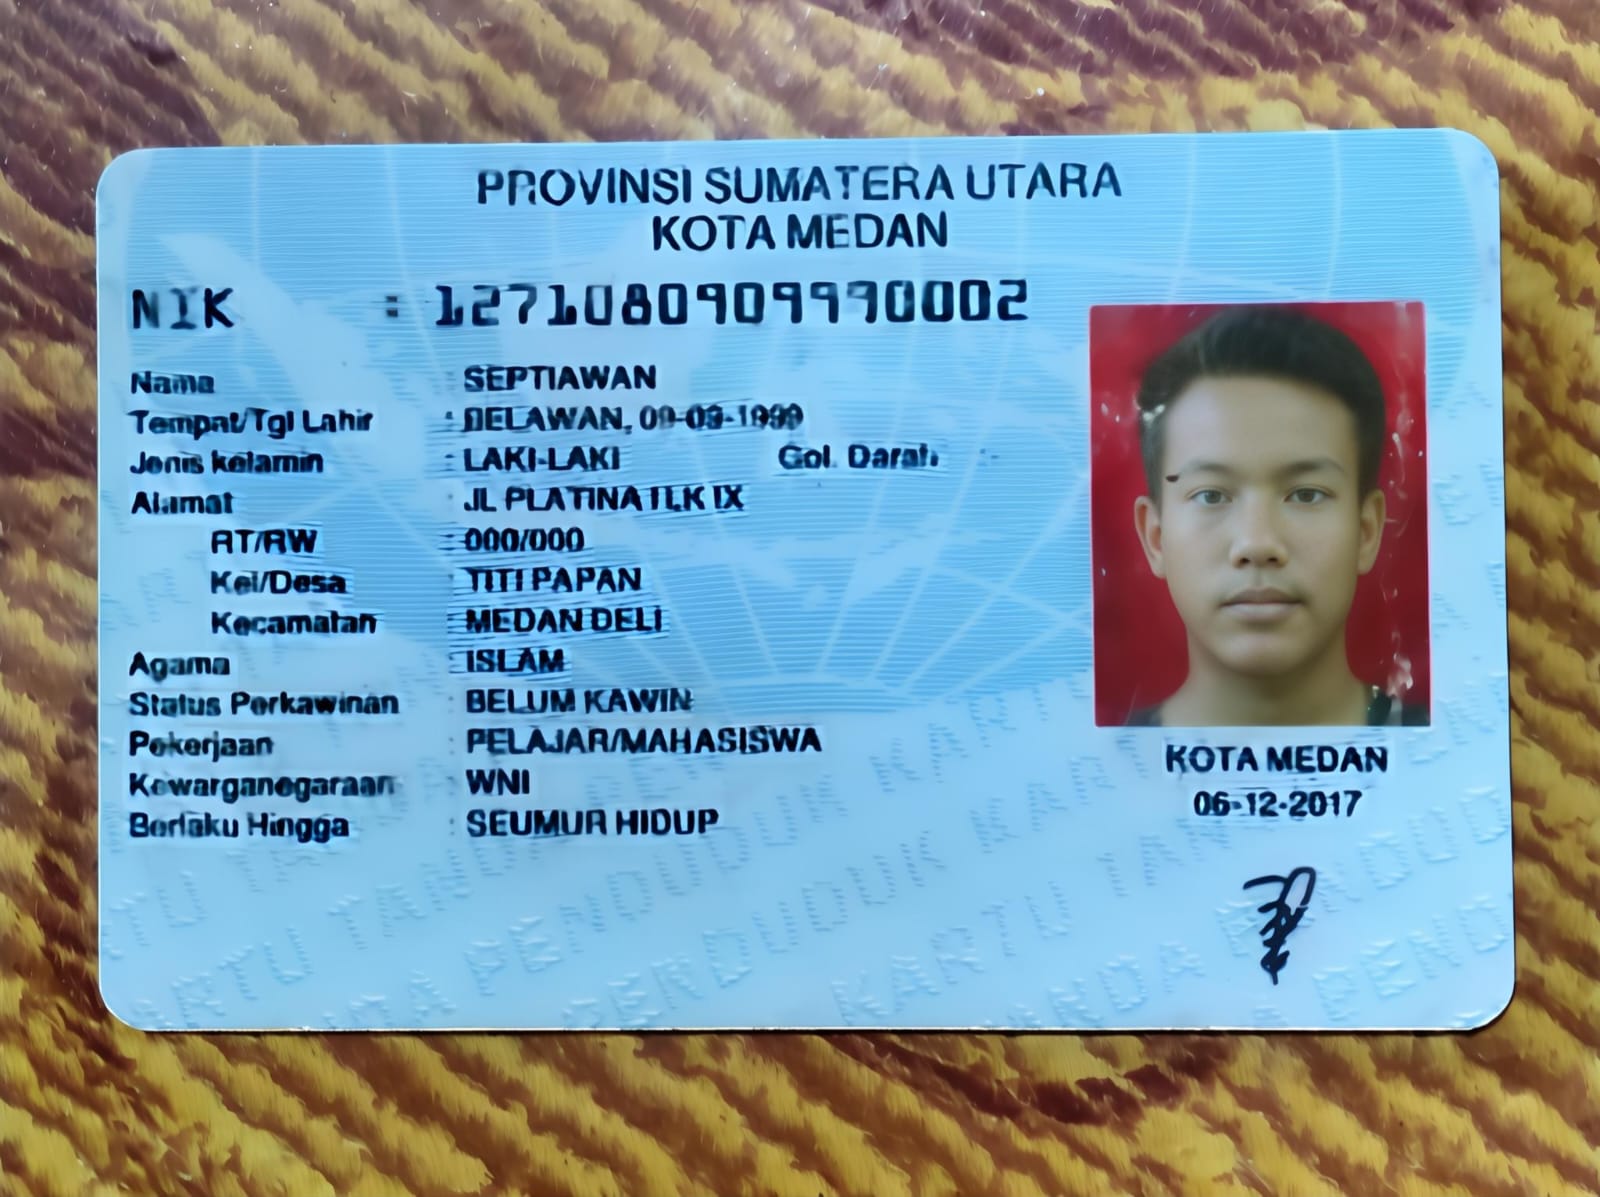 PROVINSI SUMATERA UTARA
KOTA MEDAN
NIK : 1271080909990002
Nama : SEPTIAWAN
Tempat/Tgl Lahir : BELAWAN, 09-09-1999
Jenis kelamin : LAKI-LAKI Gol. Darah : -
Alamat : JL PLATINA I LK IX
RT/RW : 000/000
Kel/Desa : TITI PAPAN
Kecamatan : MEDAN DELI
Agama : ISLAM
Status Perkawinan : BELUM KAWIN
Pekerjaan : PELAJAR/MAHASISWA
Kewarganegaraan : WNI
Berlaku Hingga : SEUMUR HIDUP
KOTA MEDAN
06-12-2017